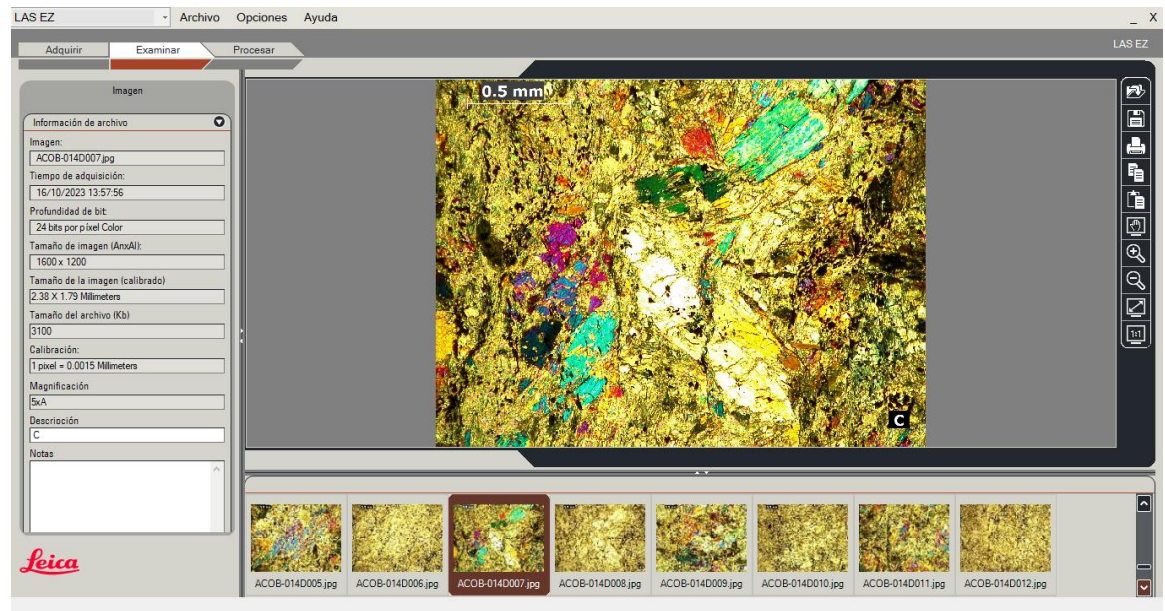 LAS EZ
Archivo Opciones Ayuda
_ X
Adquirir Examinar Procesar
LAS EZ
Imagen
Información de archivo
Imagen:
ACOB-014D007.jpg
Tiempo de adquisición:
16/10/2023 13:57:56
Profundidad de bit:
24 bits por píxel Color
Tamaño de imagen (AnxAl):
1600 x 1200
Tamaño de la imagen (calibrado)
2.38 X 1.79 Millimeters
Tamaño del archivo (Kb)
3100
Calibración:
1 pixel = 0.0015 Millimeters
Magnificación
5xA
Descripción
C
Notas
Leica
0.5 mm
C
1:1
ACOB-014D005.jpg ACOB-014D006.jpg ACOB-014D007.jpg ACOB-014D008.jpg ACOB-014D009.jpg ACOB-014D010.jpg ACOB-014D011.jpg ACOB-014D012.jpg